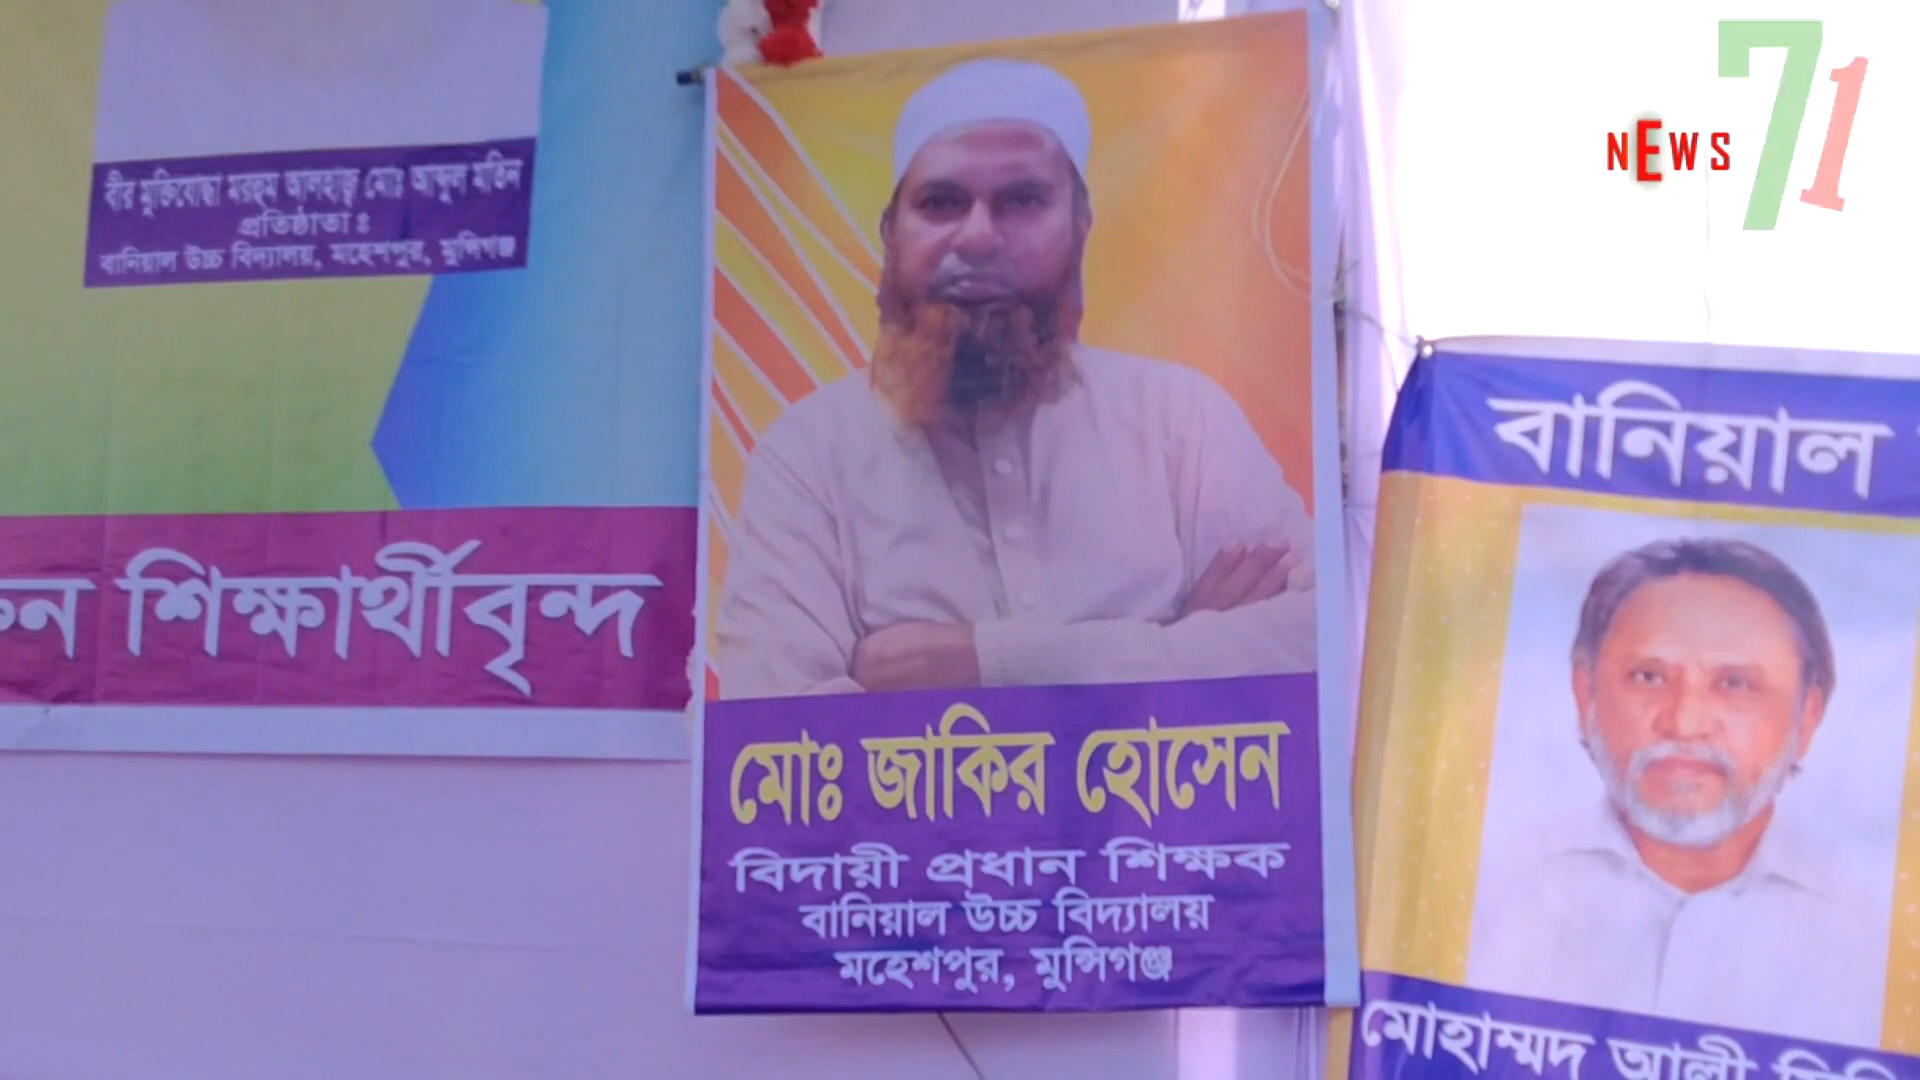 বীর মুক্তিযোদ্ধা মরহুম আলহাজ্ব মোঃ আব্দুল মতিন
প্রতিষ্ঠাতাঃ
বানিয়াল উচ্চ বিদ্যালয়, মহেশপুর, মুন্সিগঞ্জ
শিক্ষার্থীবৃন্দ
মোঃ জাকির হোসেন
বিদায়ী প্রধান শিক্ষক
বানিয়াল উচ্চ বিদ্যালয়
মহেশপুর, মুন্সিগঞ্জ
বানিয়াল
মোহাম্মদ আলী
NEWS 71